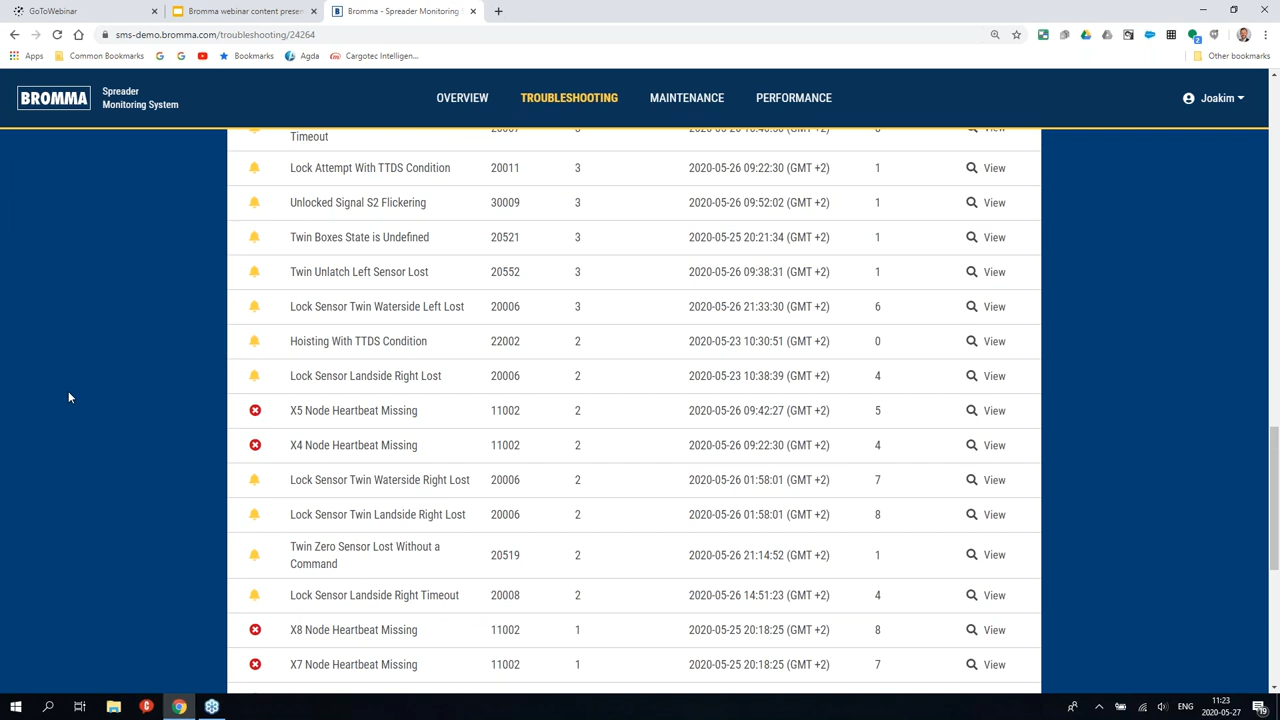 GoToWebinar
Bromma webinar content presen
Bromma - Spreader Monitoring S
sms-demo.bromma.com/troubleshooting/24264
Apps
Common Bookmarks
Bookmarks
Agda
Cargotec Intelligen...
Other bookmarks
BROMMA
Spreader
Monitoring System
OVERVIEW
TROUBLESHOOTING
MAINTENANCE
PERFORMANCE
Joakim
Timeout
Lock Attempt With TTDS Condition 20011 3 2020-05-26 09:22:30 (GMT +2) 1 View
Unlocked Signal S2 Flickering 30009 3 2020-05-26 09:52:02 (GMT +2) 1 View
Twin Boxes State is Undefined 20521 3 2020-05-25 20:21:34 (GMT +2) 1 View
Twin Unlatch Left Sensor Lost 20552 3 2020-05-26 09:38:31 (GMT +2) 1 View
Lock Sensor Twin Waterside Left Lost 20006 3 2020-05-26 21:33:30 (GMT +2) 6 View
Hoisting With TTDS Condition 22002 2 2020-05-23 10:30:51 (GMT +2) 0 View
Lock Sensor Landside Right Lost 20006 2 2020-05-23 10:38:39 (GMT +2) 4 View
X5 Node Heartbeat Missing 11002 2 2020-05-26 09:42:27 (GMT +2) 5 View
X4 Node Heartbeat Missing 11002 2 2020-05-26 09:22:30 (GMT +2) 4 View
Lock Sensor Twin Waterside Right Lost 20006 2 2020-05-26 01:58:01 (GMT +2) 7 View
Lock Sensor Twin Landside Right Lost 20006 2 2020-05-26 01:58:01 (GMT +2) 8 View
Twin Zero Sensor Lost Without a
Command 20519 2 2020-05-26 21:14:52 (GMT +2) 1 View
Lock Sensor Landside Right Timeout 20008 2 2020-05-26 14:51:23 (GMT +2) 4 View
X8 Node Heartbeat Missing 11002 1 2020-05-25 20:18:25 (GMT +2) 8 View
X7 Node Heartbeat Missing 11002 1 2020-05-25 20:18:25 (GMT +2) 7 View
ENG
11:23
2020-05-27
19